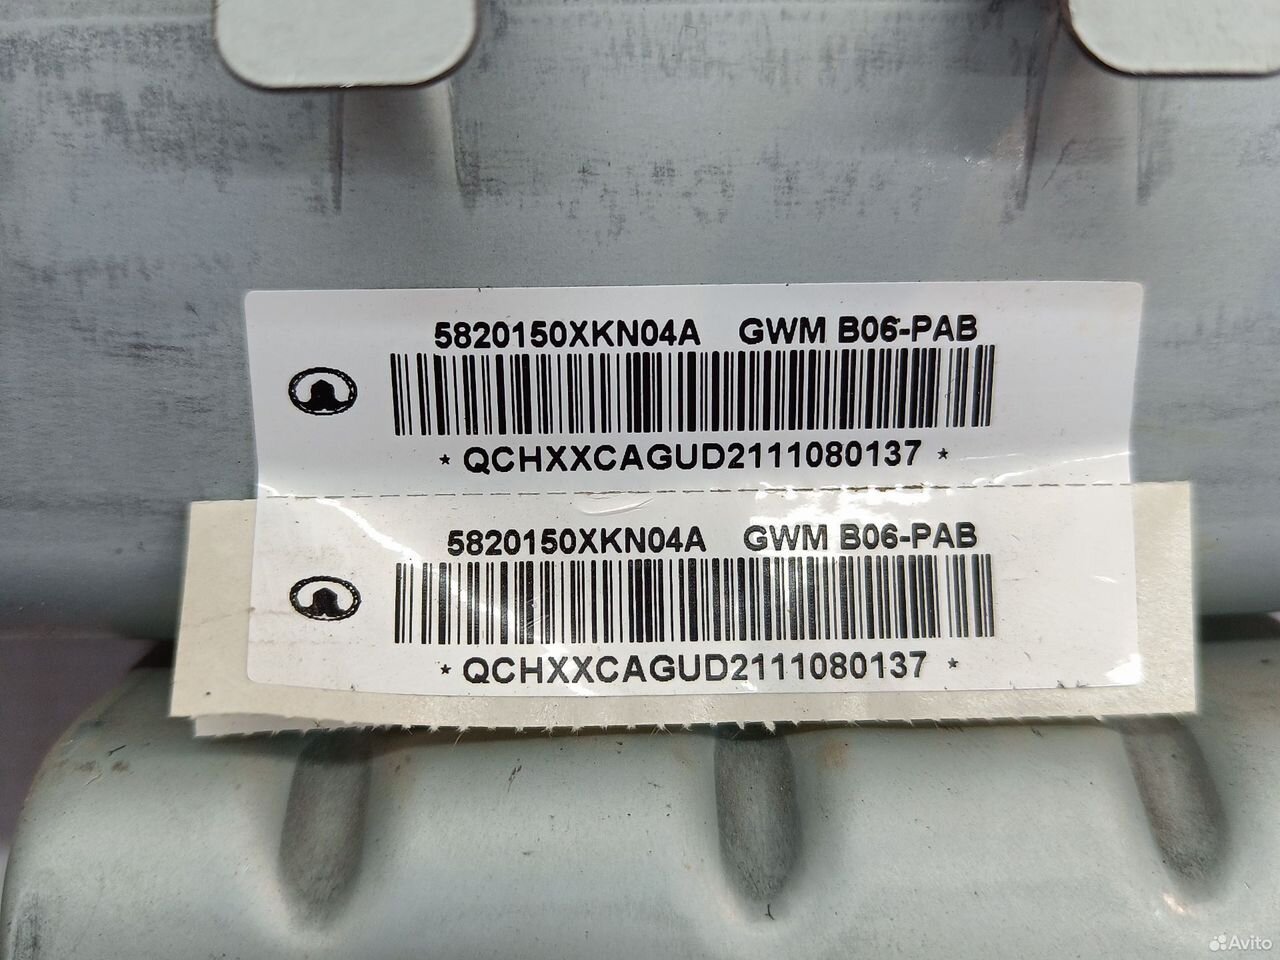 5820150XKN04A GWM B06-PAB
* QCHXXCAGUD2111080137 *
5820150XKN04A GWM B06-PAB
* QCHXXCAGUD2111080137 *
Avito